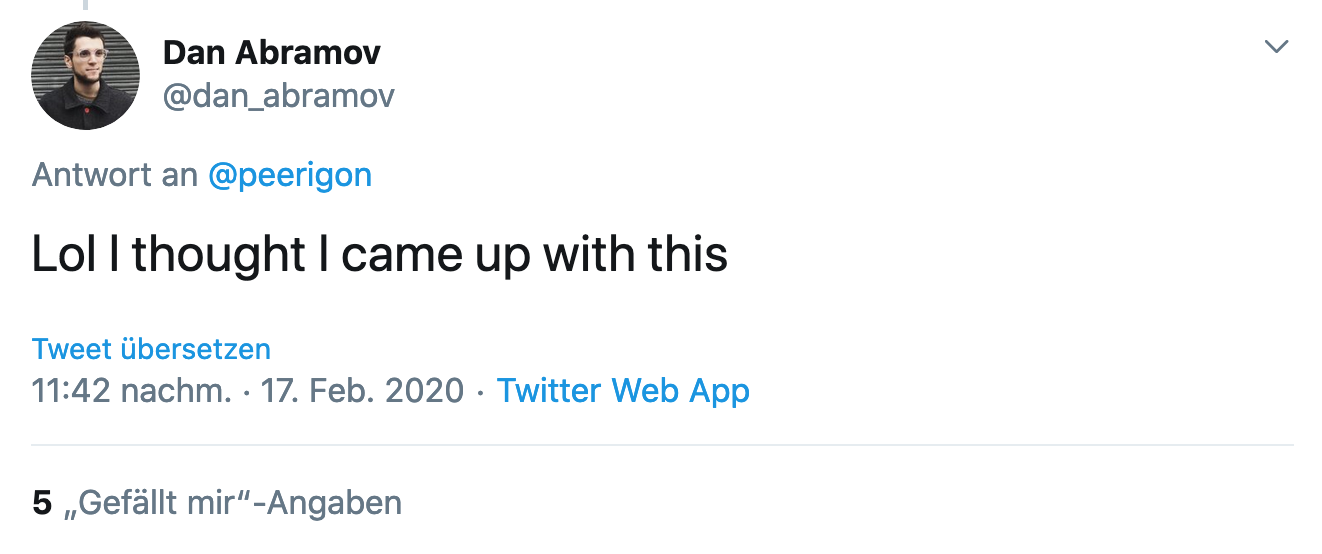 Dan Abramov
@dan_abramov
Antwort an @peerigon
Lol I thought I came up with this
Tweet übersetzen
11:42 nachm. · 17. Feb. 2020 · Twitter Web App
5 „Gefällt mir“-Angaben